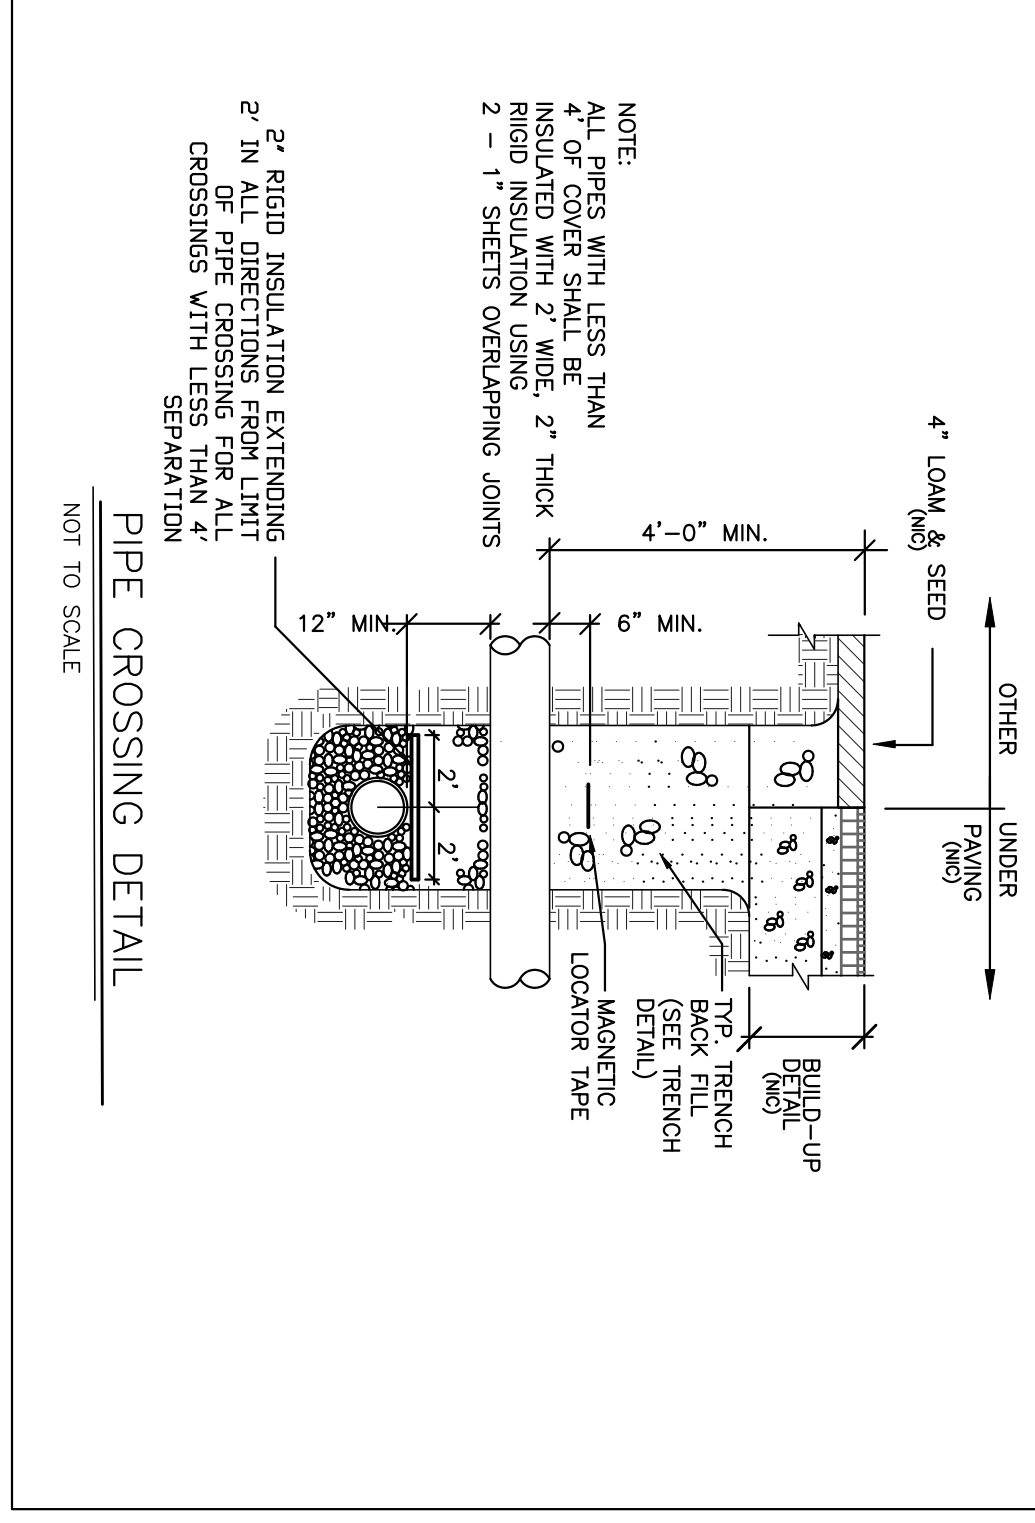 OTHER
UNDER
PAVING
(NIC)
4" LOAM & SEED
(NIC)
BUILD-UP
DETAIL
(NIC)
4'-0" MIN.
6" MIN.
12" MIN.
TYP. TRENCH
BACK FILL
(SEE TRENCH
DETAIL)
MAGNETIC
LOCATOR TAPE
NOTE:
ALL PIPES WITH LESS THAN
4' OF COVER SHALL BE
INSULATED WITH 2' WIDE, 2" THICK
RIIGID INSULATION USING
2 - 1" SHEETS OVERLAPPING JOINTS
2'
2'
2" RIGID INSULATION EXTENDING
2' IN ALL DIRECTIONS FROM LIMIT
OF PIPE CROSSING FOR ALL
CROSSINGS WITH LESS THAN 4'
SEPARATION
PIPE CROSSING DETAIL
NOT TO SCALE